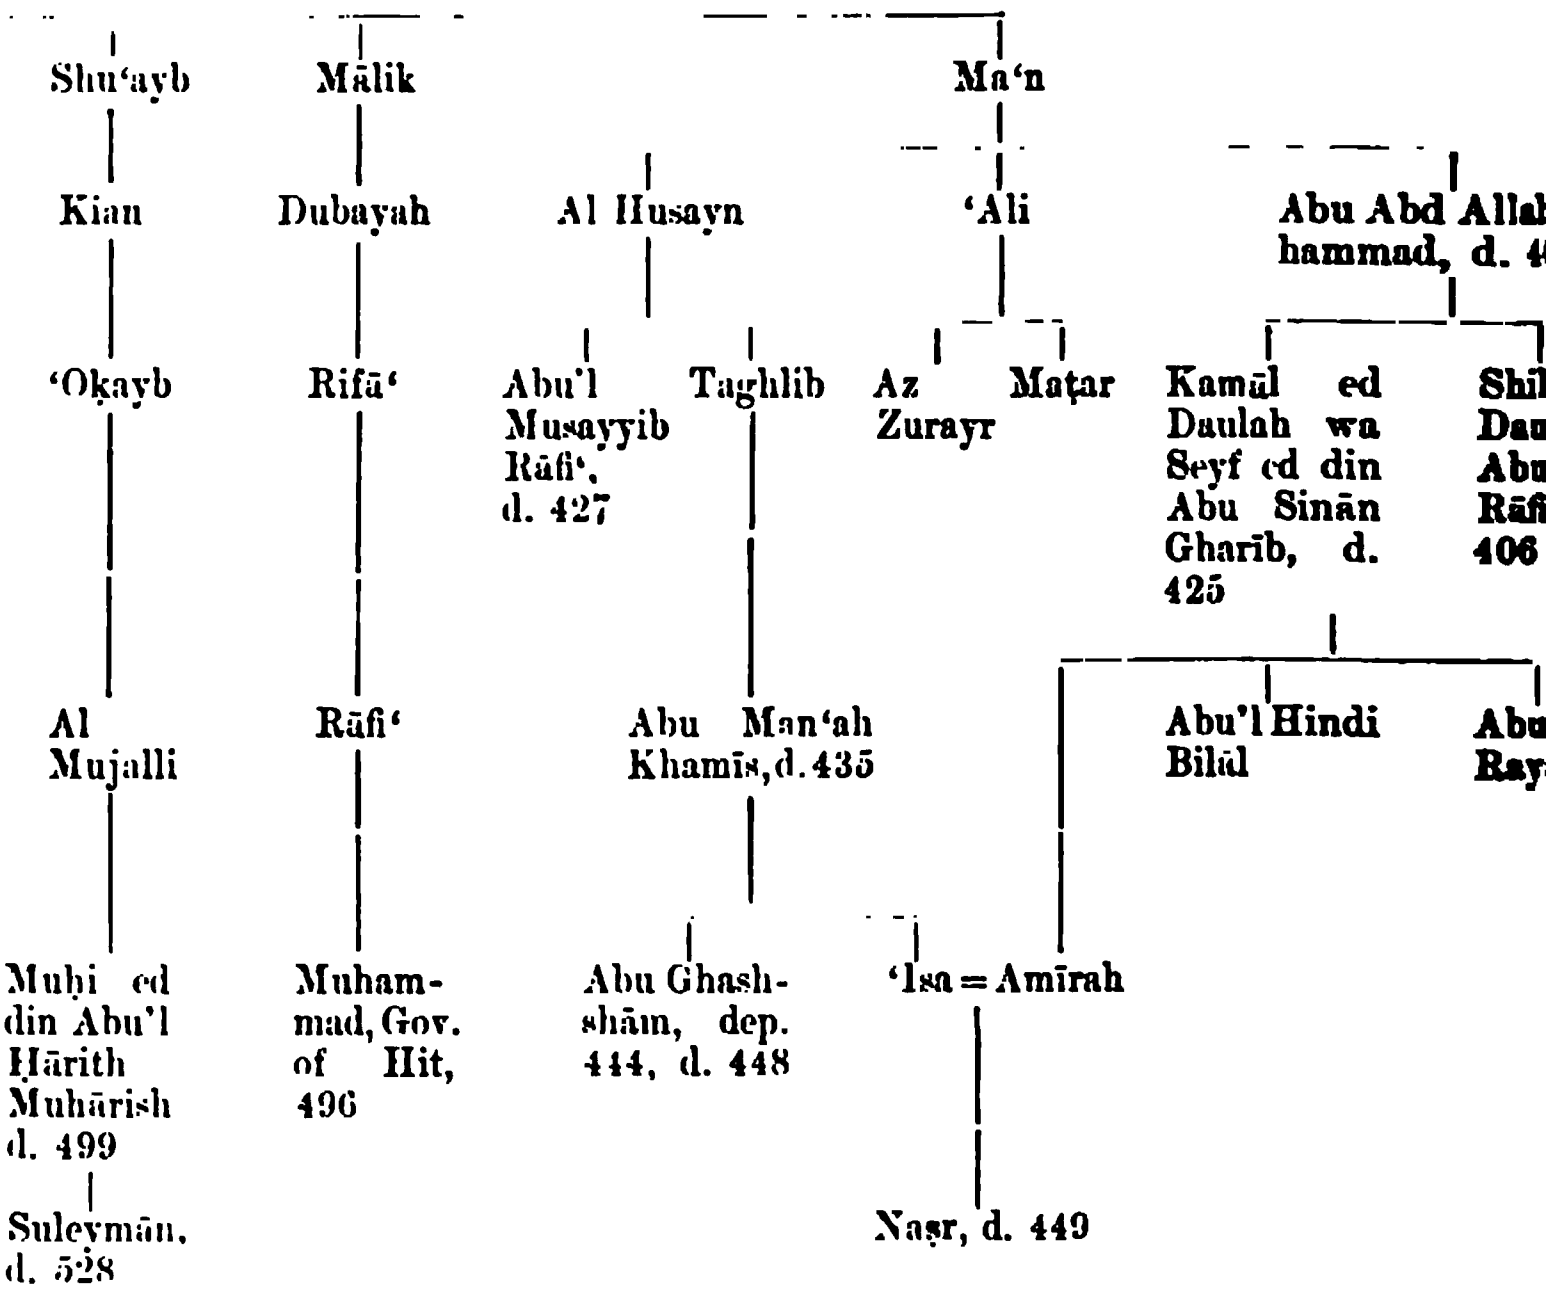 Shu‘ayb
Mālik
Ma‘n
Kian
Dubayah
Al Husayn
‘Ali
Abu Abd
hammad, d.
‘Oḳayb
Rifā‘
Abu'l
Musayyib
Rāfi‘,
d. 427
Taghlib
Az
Zurayr
Maṭar
Kamāl ed
Daulah wa
Seyf ed din
Abu Sinān
Gharīb, d.
425
406
Al
Mujalli
Rāfi‘
Abu Man‘ah
Khamīs, d. 435
Abu'l Hindi
Bilāl
Muḥi ed
din Abu'l
Ḥārith
Muhārish
d. 499
Muham-
mad, Gov.
of Hit,
496
Abu Ghash-
shām, dep.
444, d. 448
‘Isa = Amīrah
Suleymān,
d. 528
Naṣr, d. 449